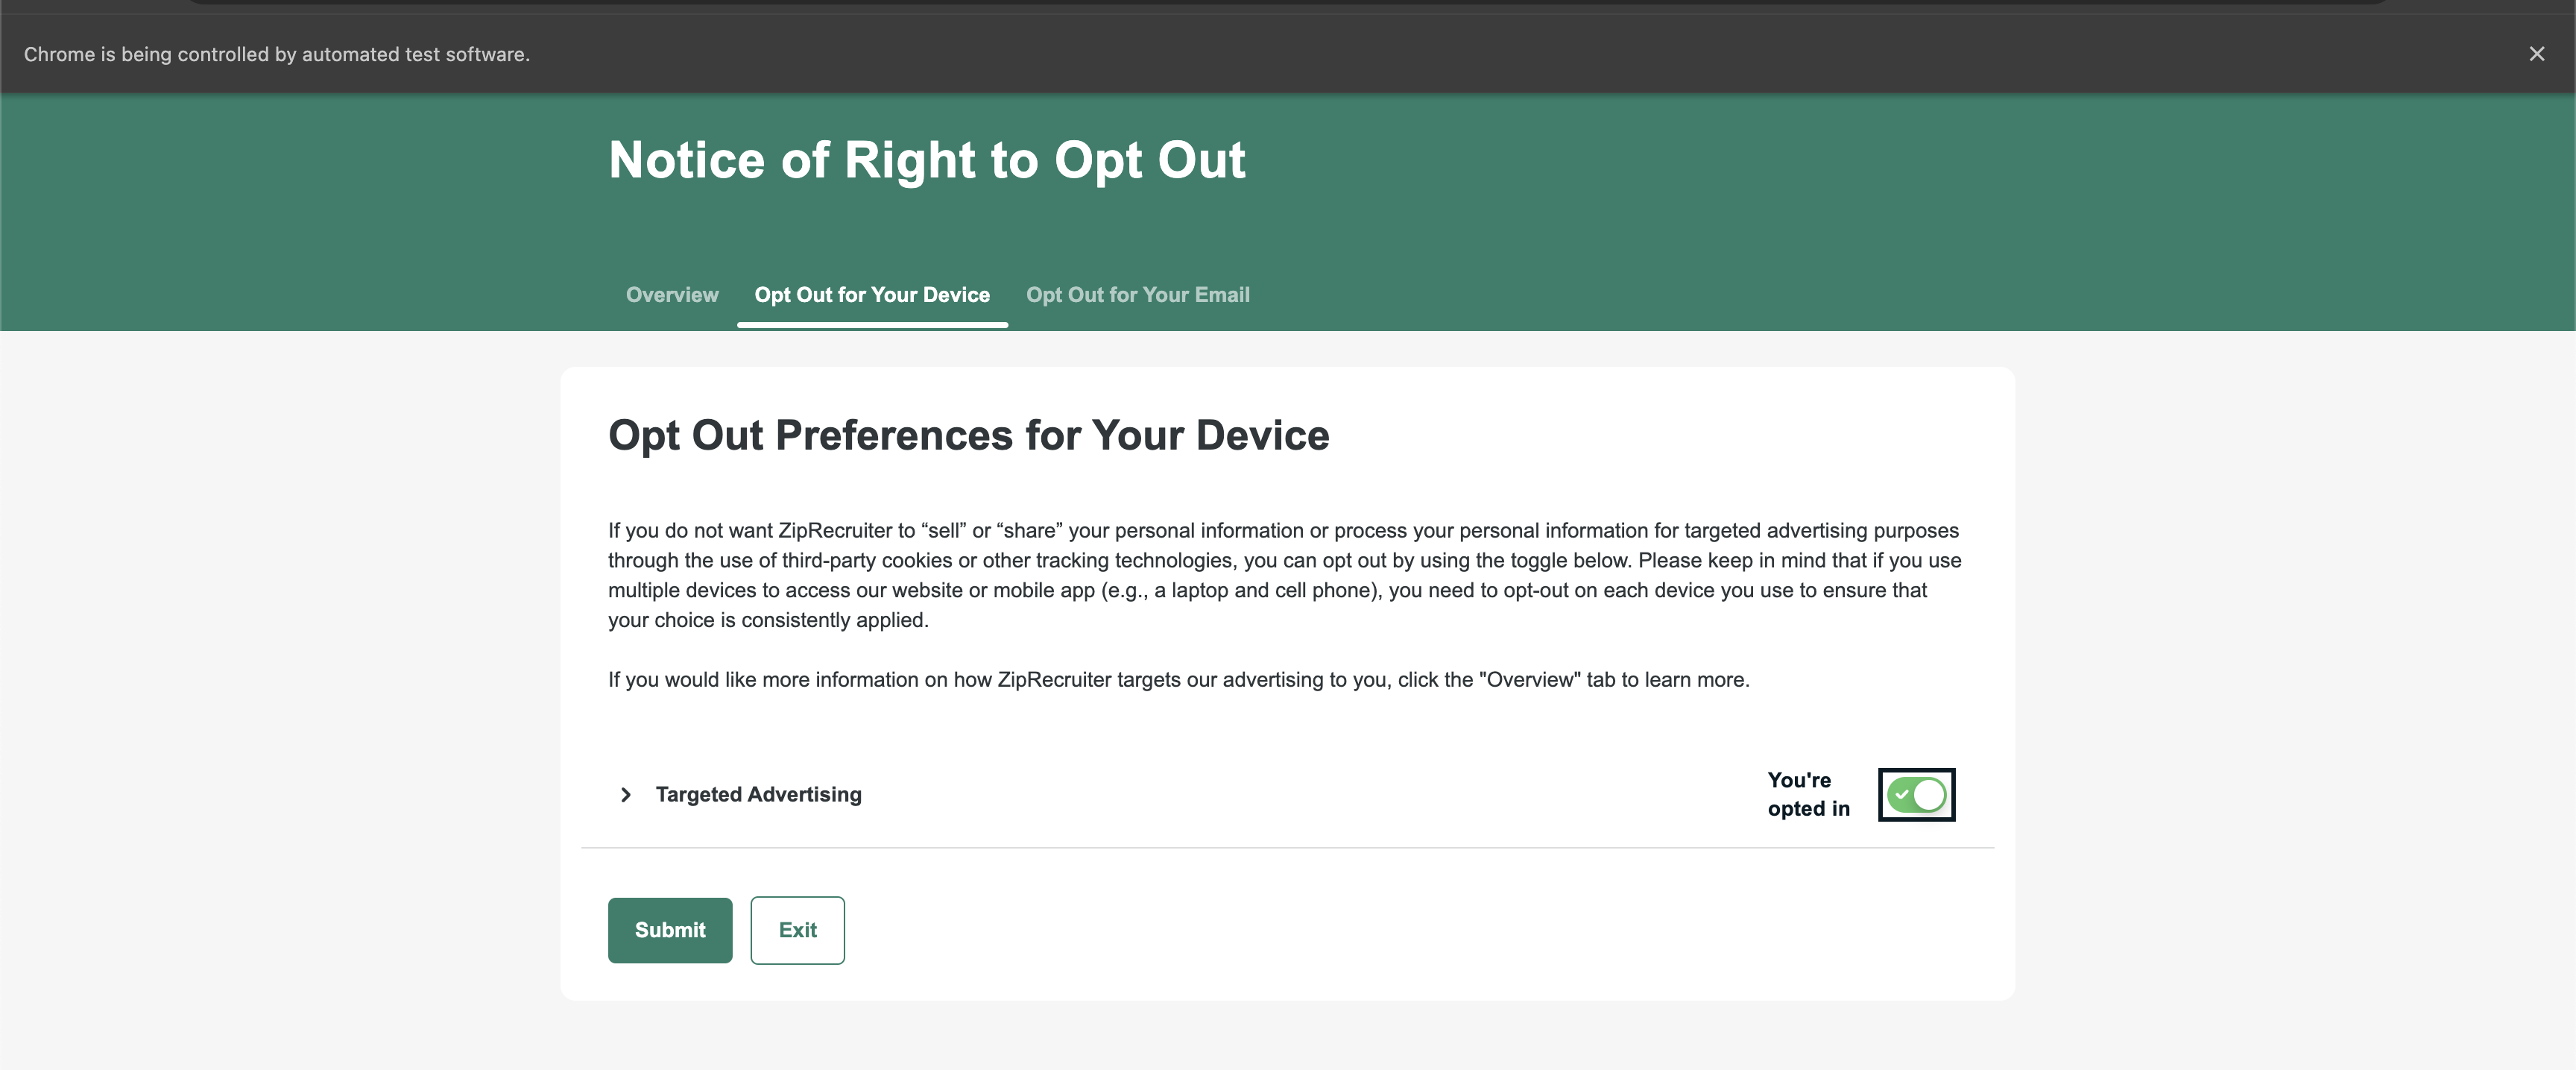 Chrome is being controlled by automated test software.
Notice of Right to Opt Out
Overview
Opt Out for Your Device
Opt Out for Your Email
Opt Out Preferences for Your Device
If you do not want ZipRecruiter to “sell” or “share” your personal information or process your personal information for targeted advertising purposes
through the use of third-party cookies or other tracking technologies, you can opt out by using the toggle below. Please keep in mind that if you use
multiple devices to access our website or mobile app (e.g., a laptop and cell phone), you need to opt-out on each device you use to ensure that
your choice is consistently applied.
If you would like more information on how ZipRecruiter targets our advertising to you, click the "Overview" tab to learn more.
Targeted Advertising
You're
opted in
Submit
Exit